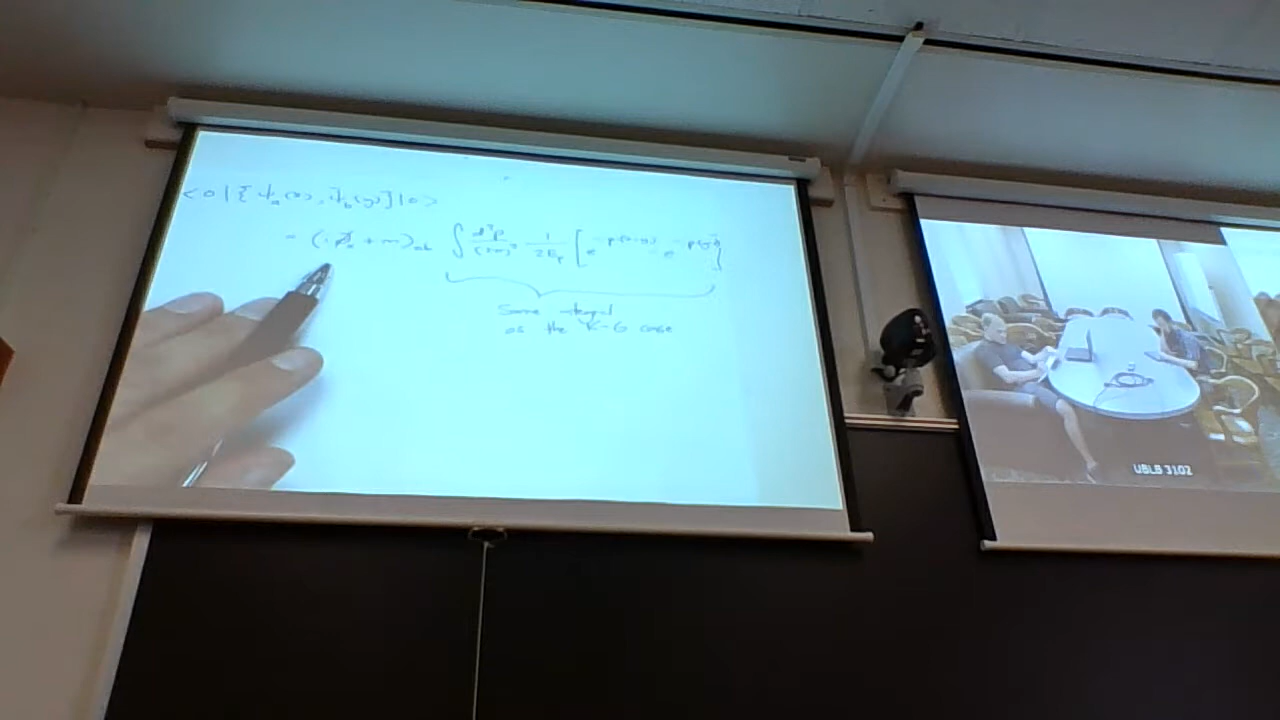 <0|{ψ_a(x), ψ̄_b(y)}|0>
= (i∂̸_x + m)_ab ∫ d³p/(2π)³ 1/2E_p [e^-ip(x-y) - e^-ip(y-x)]
Same integral
as the K-G case
UBLB 3102